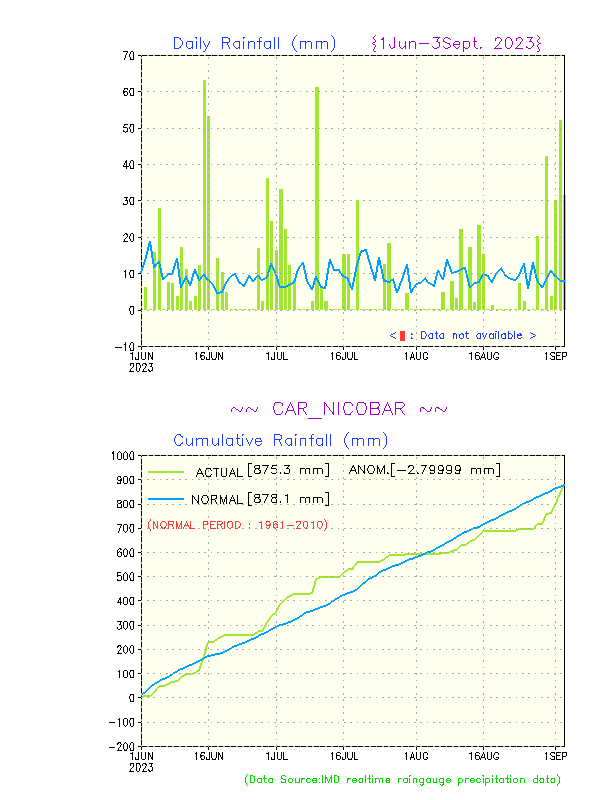 Daily Rainfall (mm) {1Jun-3Sept. 2023}
70
60
50
40
30
20
10
0
-10
< : Data not available >
1JUN 16JUN 1JUL 16JUL 1AUG 16AUG 1SEP
2023
~~ CAR_NICOBAR ~~
Cumulative Rainfall (mm)
1000
ACTUAL [875.3 mm] ANOM.[-2.79999 mm]
900
NORMAL [878.1 mm]
800
(NORMAL PERIOD.: 1961-2010)
700
600
500
400
300
200
100
0
-100
-200
1JUN 16JUN 1JUL 16JUL 1AUG 16AUG 1SEP
2023
(Data Source:IMD realtime raingauge precipitation data)